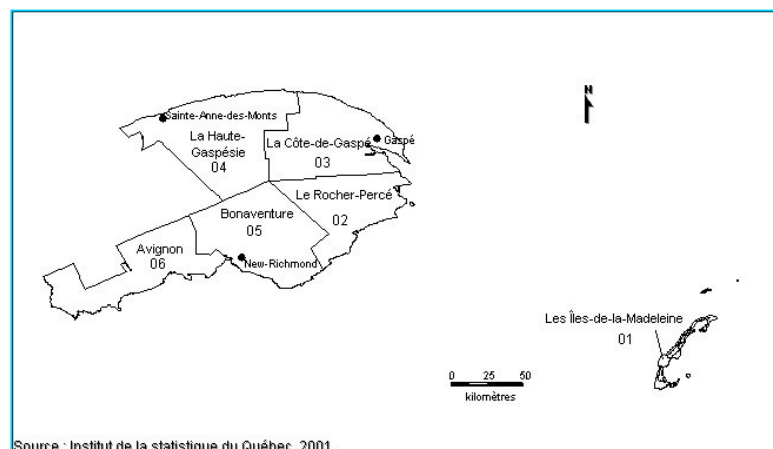 N
Sainte-Anne-des-Monts
La Haute-
Gaspésie
04
La Côte-de-Gaspé
03
Gaspé
Le Rocher-Percé
02
Bonaventure
05
Avignon
06
New-Richmond
Les Îles-de-la-Madeleine
01
0 25 50
kilomètres
Source : Institut de la statistique du Québec, 2001